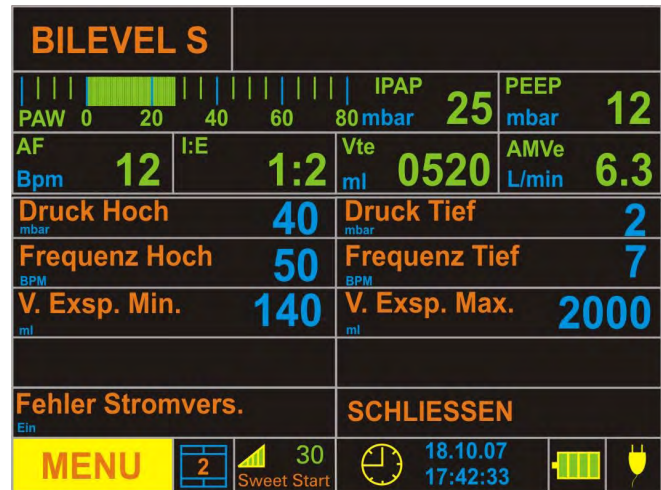 BILEVEL S
PAW 0 20 40 60 80 mbar IPAP 25 PEEP mbar 12
AF Bpm 12 I:E 1:2 Vte ml 0520 AMVe L/min 6.3
Druck Hoch mbar 40 Druck Tief mbar 2
Frequenz Hoch BPM 50 Frequenz Tief BPM 7
V. Exsp. Min. ml 140 V. Exsp. Max. ml 2000
Fehler Stromvers. Ein SCHLIESSEN
MENU 2 30 Sweet Start 18.10.07
17:42:33